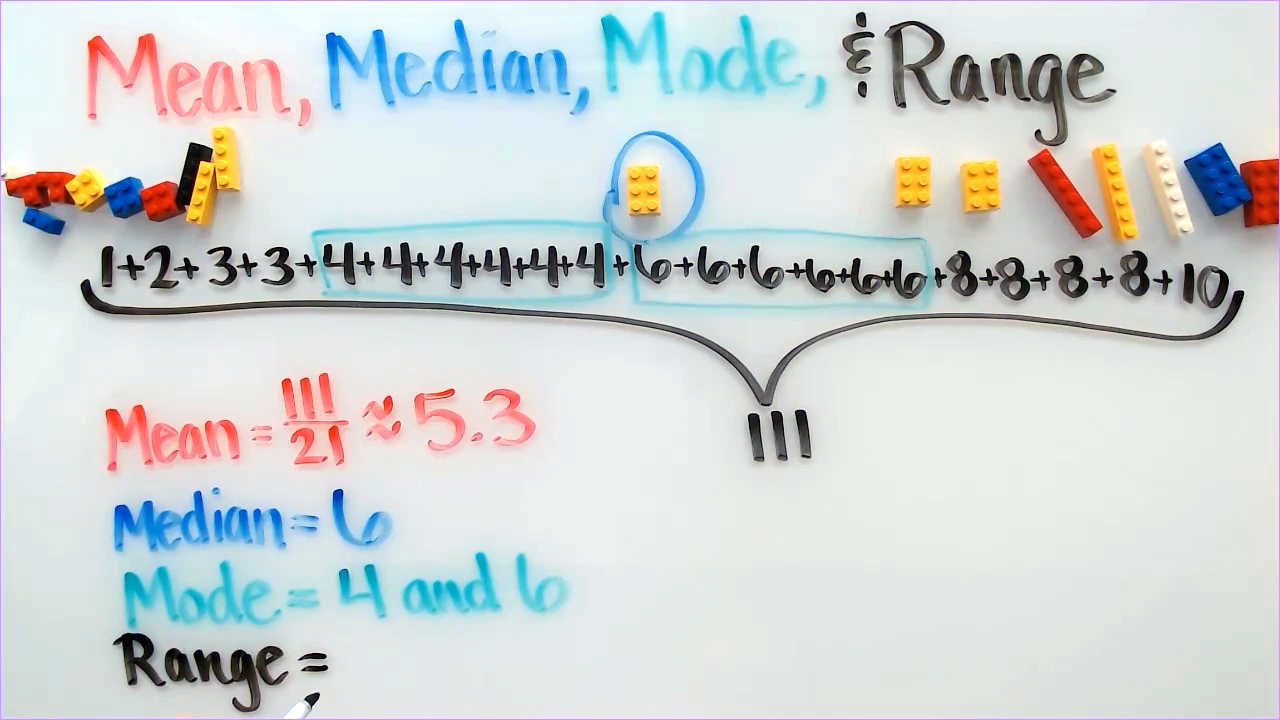 Mean, Median, Mode, & Range
1+2+3+3+4+4+4+4+4+4+6+6+6+6+6+6+8+8+8+8+10
111
Mean = 111/21 ≈ 5.3
Median = 6
Mode = 4 and 6
Range =